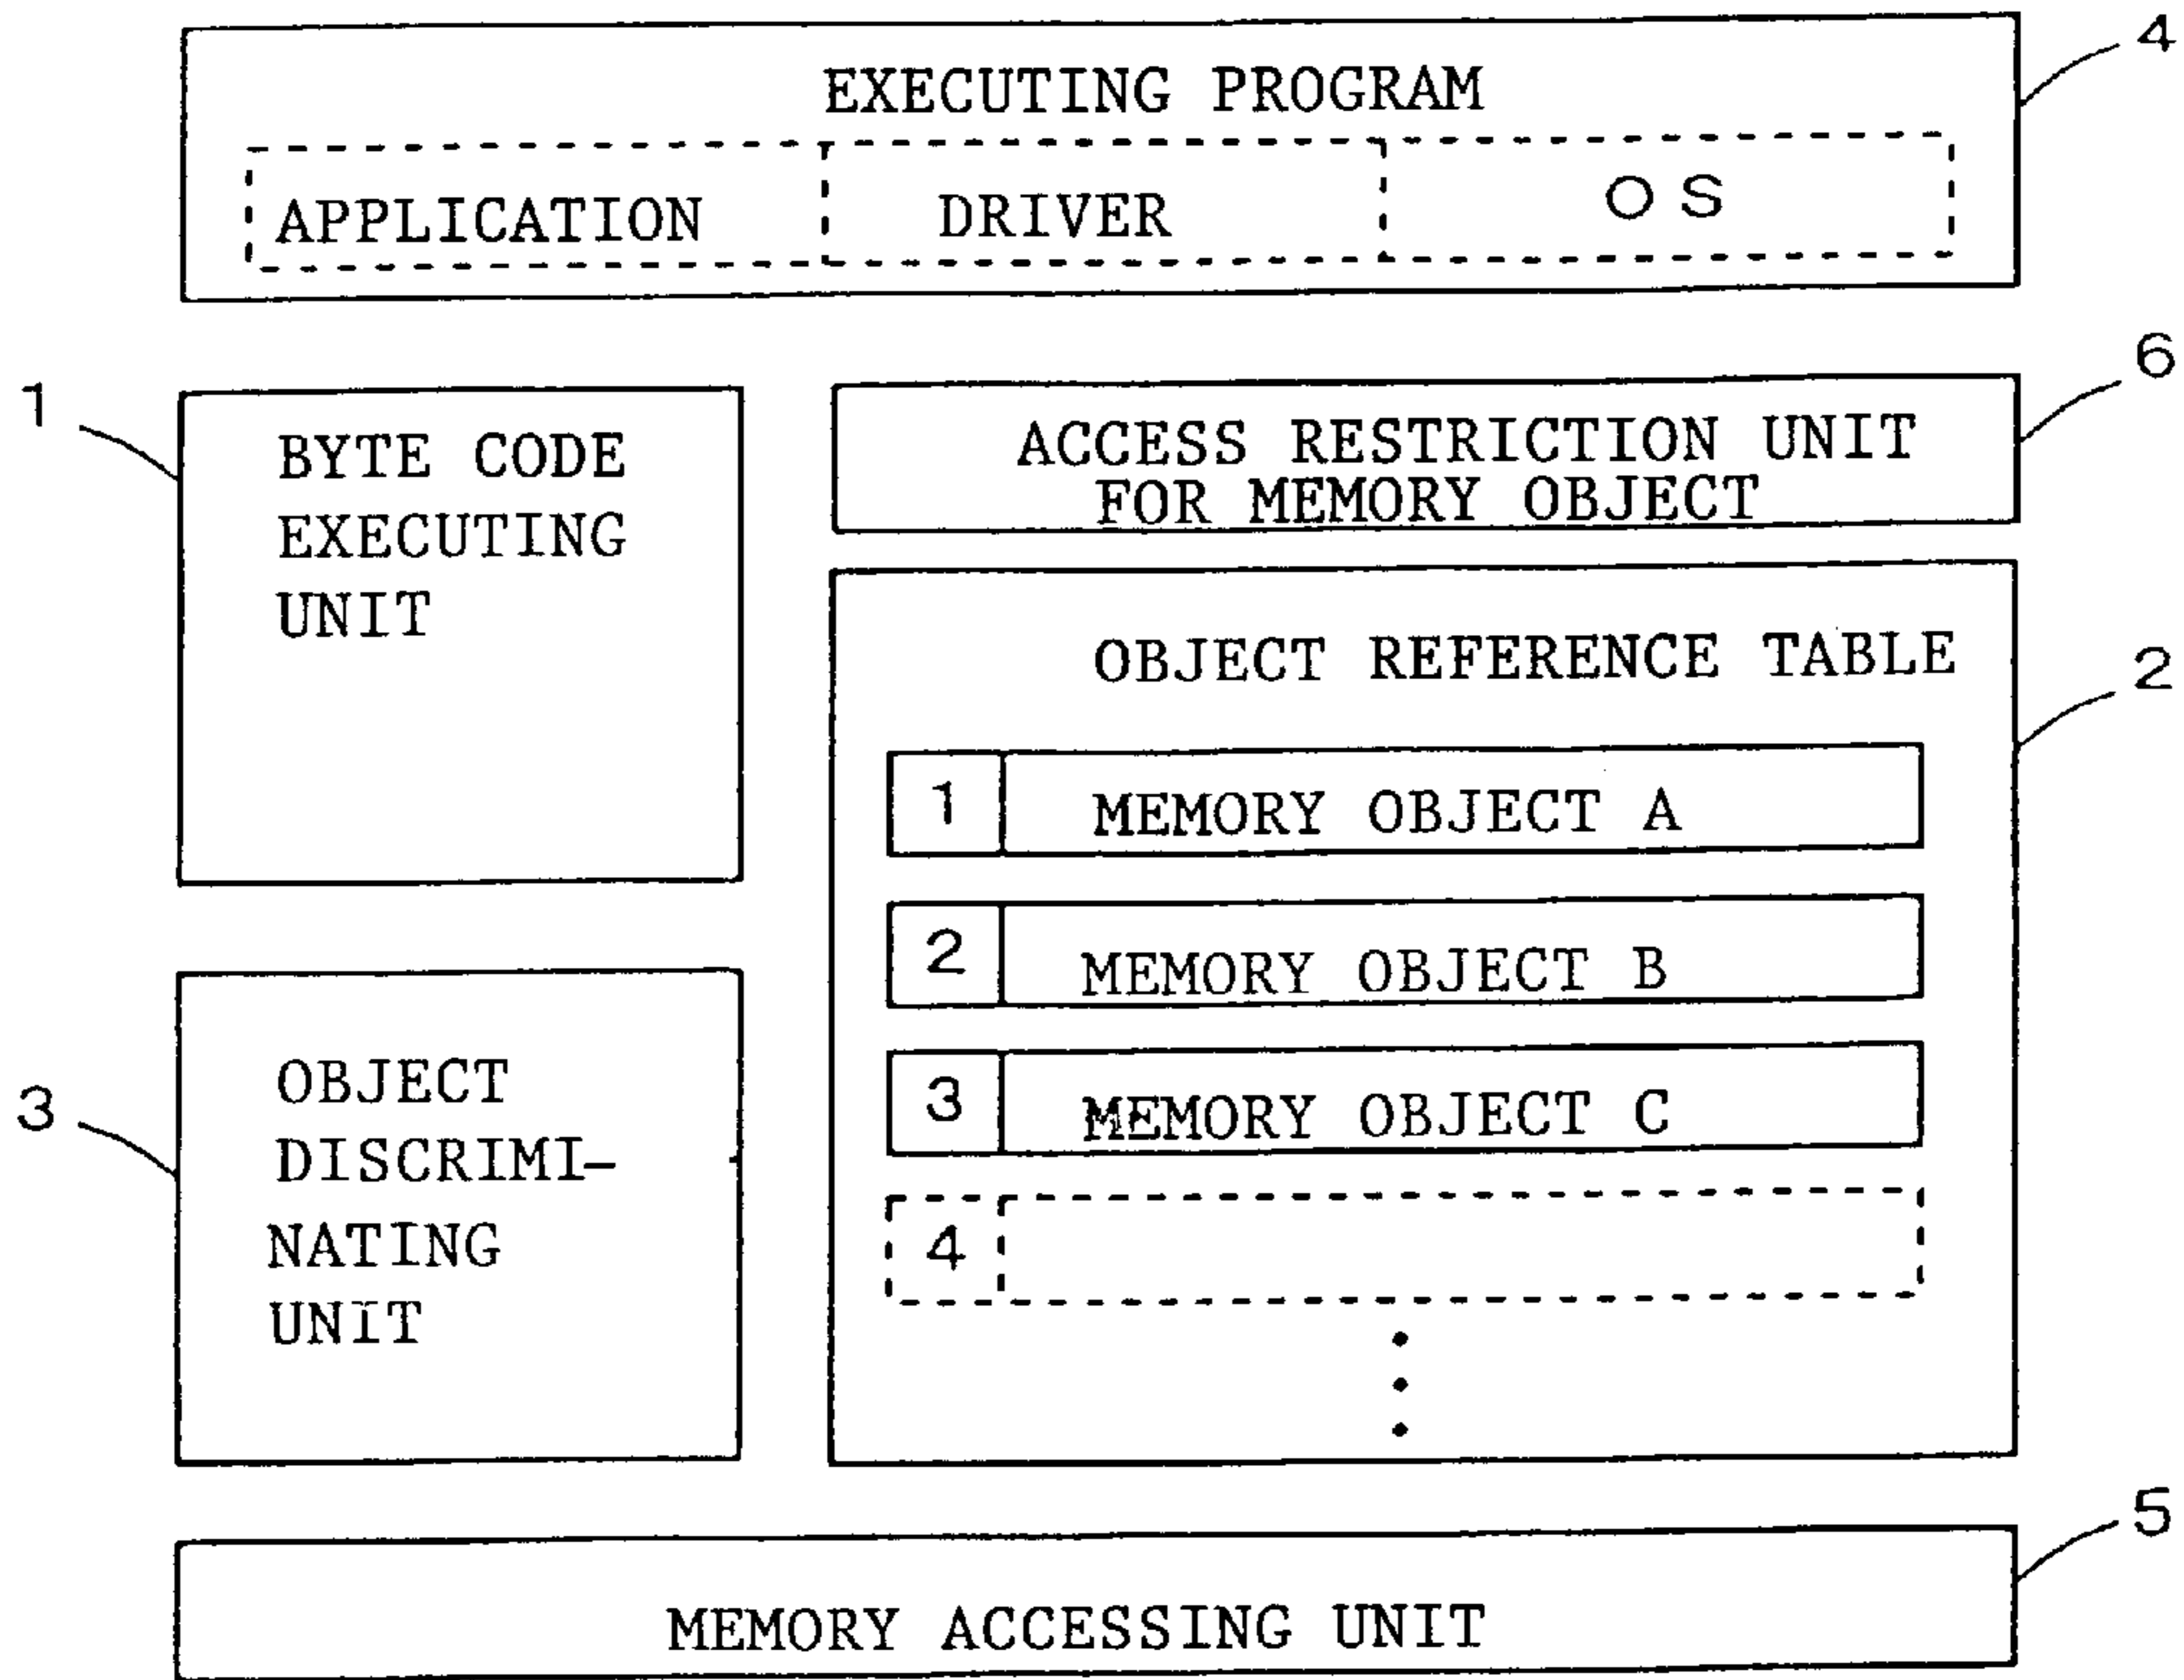 4
EXECUTING PROGRAM
APPLICATION DRIVER OS
6
1
BYTE CODE
EXECUTING
UNIT
ACCESS RESTRICTION UNIT
FOR MEMORY OBJECT
2
OBJECT REFERENCE TABLE
1 MEMORY OBJECT A
2 MEMORY OBJECT B
3 MEMORY OBJECT C
4
3
OBJECT
DISCRIMI-
NATING
UNIT
5
MEMORY ACCESSING UNIT